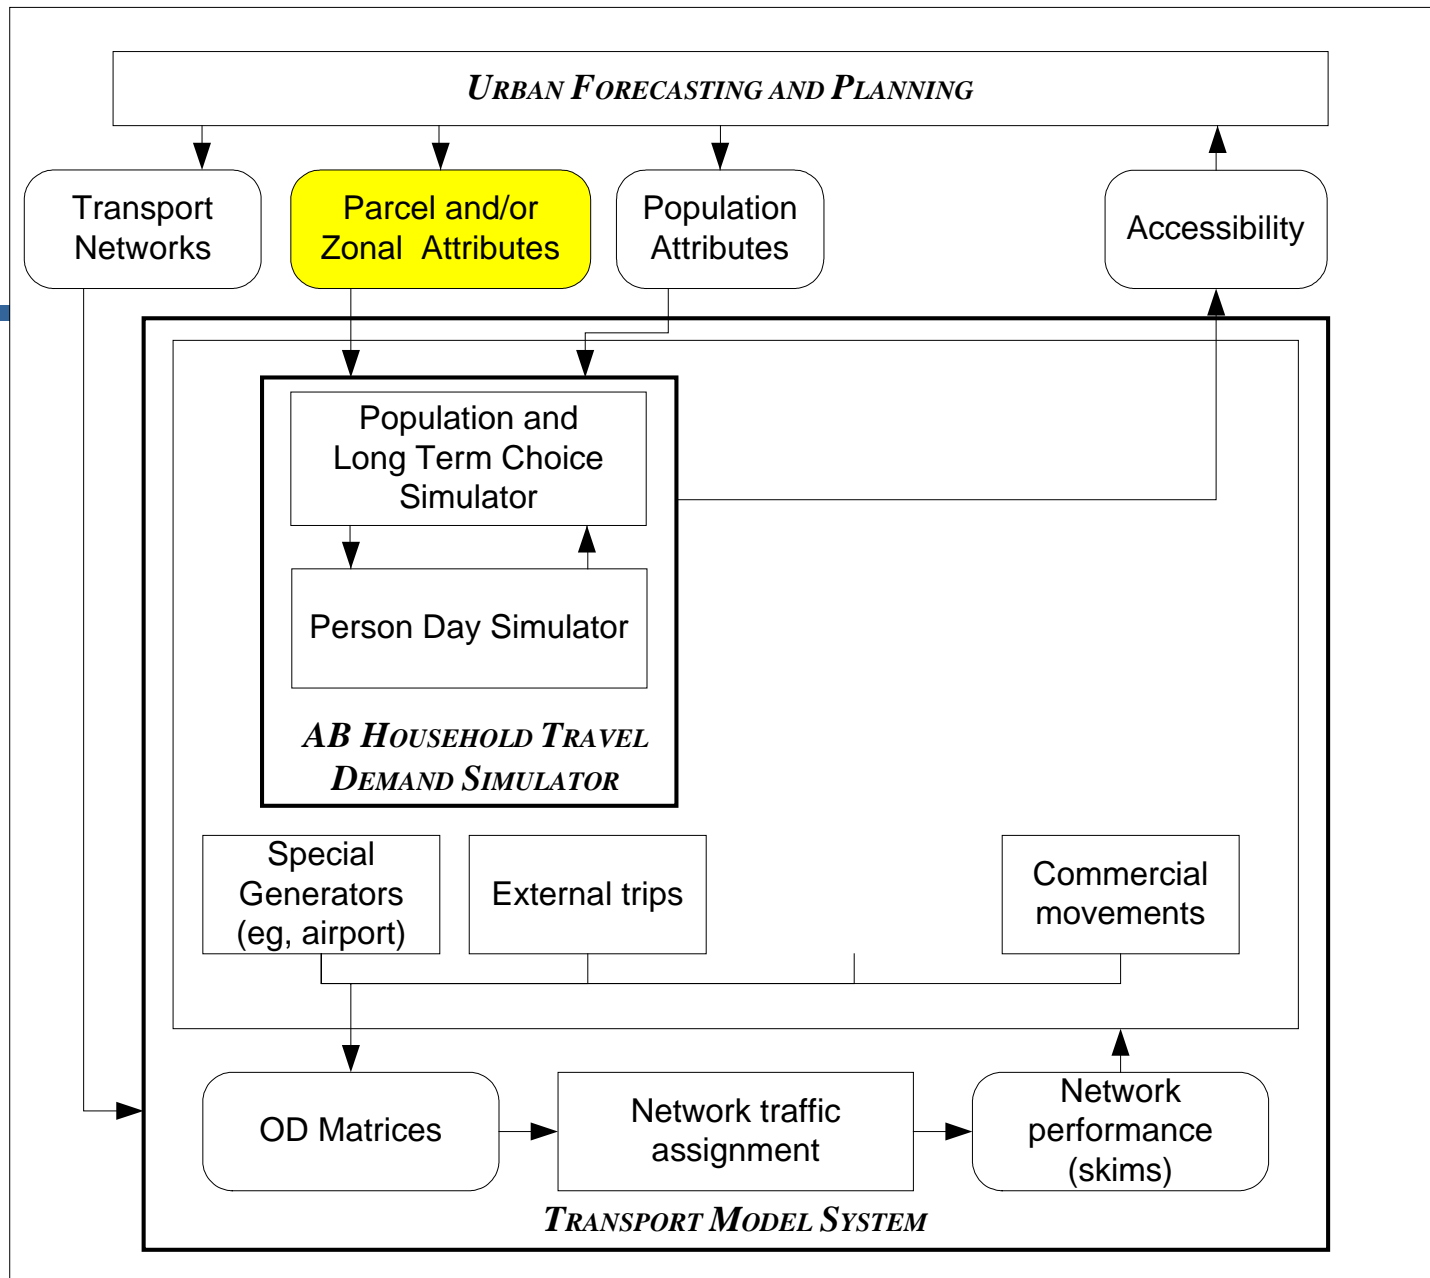 URBAN FORECASTING AND PLANNING
Transport
Networks
Parcel and/or
Zonal Attributes
Population
Attributes
Accessibility
Population and
Long Term Choice
Simulator
Person Day Simulator
AB HOUSEHOLD TRAVEL
DEMAND SIMULATOR
Special
Generators
(eg, airport)
External trips
Commercial
movements
OD Matrices
Network traffic
assignment
Network
performance
(skims)
TRANSPORT MODEL SYSTEM